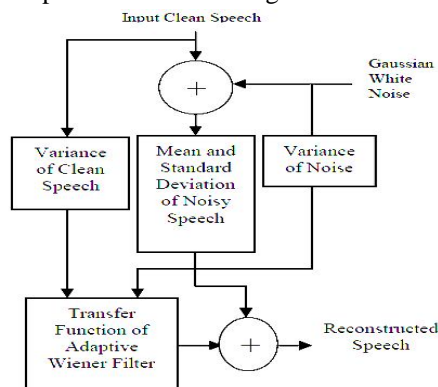 Input Clean Speech
+
Gaussian
White
Noise
Variance
of Clean
Speech
Mean and
Standard
Deviation
of Noisy
Speech
Variance
of Noise
Transfer
Function of
Adaptive
Wiener Filter
+
Reconstructed
Speech